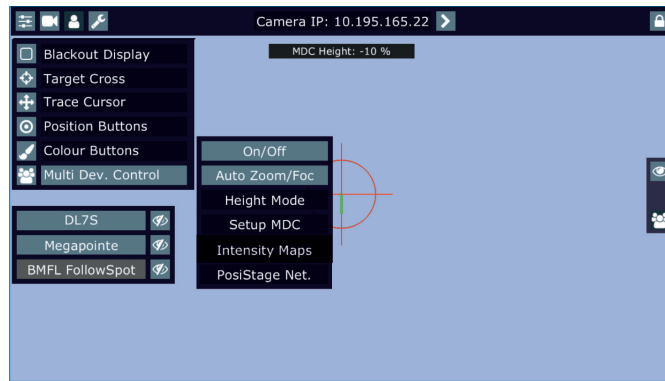 Camera IP: 10.195.165.22
MDC Height: -10 %
Blackout Display
Target Cross
Trace Cursor
Position Buttons
Colour Buttons
Multi Dev. Control
On/Off
Auto Zoom/Foc
Height Mode
Setup MDC
Intensity Maps
PosiStage Net.
DL7S
Megapointe
BMFL FollowSpot